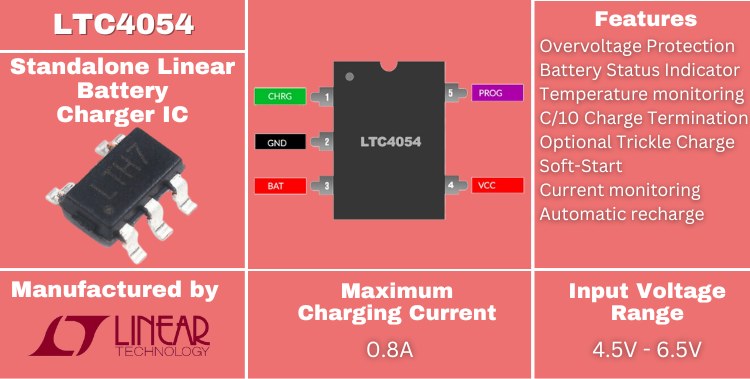 LTC4054
Standalone Linear
Battery
Charger IC
LTH7
Manufactured by
LINEAR
TECHNOLOGY
CHRG
1
GND
2
BAT
3
LTC4054
5
PROG
4
VCC
Maximum
Charging Current
0.8A
Features
Overvoltage Protection
Battery Status Indicator
Temperature monitoring
C/10 Charge Termination
Optional Trickle Charge
Soft-Start
Current monitoring
Automatic recharge
Input Voltage
Range
4.5V - 6.5V